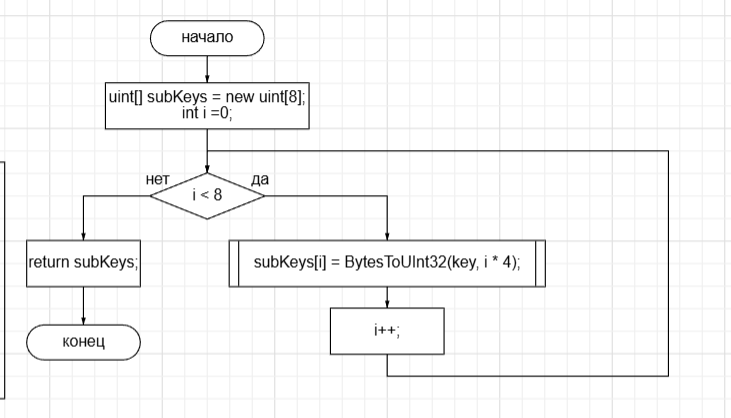 начало
uint[] subKeys = new uint[8];
int i =0;
нет
да
i < 8
return subKeys;
subKeys[i] = BytesToUInt32(key, i * 4);
i++;
конец